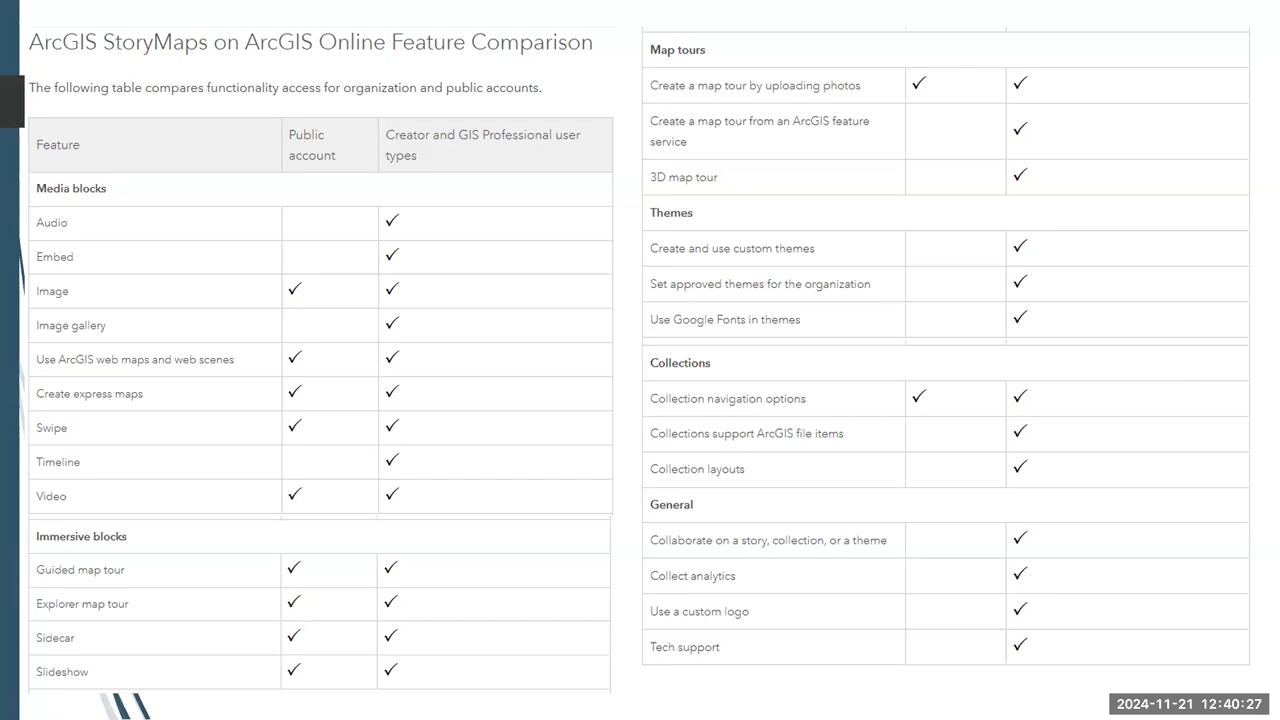 ArcGIS StoryMaps on ArcGIS Online Feature Comparison
The following table compares functionality access for organization and public accounts.
Feature
Public
account
Creator and GIS Professional user
types
Media blocks
Audio ✓
Embed ✓
Image ✓ ✓
Image gallery ✓
Use ArcGIS web maps and web scenes ✓ ✓
Create express maps ✓ ✓
Swipe ✓ ✓
Timeline ✓
Video ✓ ✓
Immersive blocks
Guided map tour ✓ ✓
Explorer map tour ✓ ✓
Sidecar ✓ ✓
Slideshow ✓ ✓
Map tours
Create a map tour by uploading photos ✓ ✓
Create a map tour from an ArcGIS feature
service ✓
3D map tour ✓
Themes
Create and use custom themes ✓
Set approved themes for the organization ✓
Use Google Fonts in themes ✓
Collections
Collection navigation options ✓ ✓
Collections support ArcGIS file items ✓
Collection layouts ✓
General
Collaborate on a story, collection, or a theme ✓
Collect analytics ✓
Use a custom logo ✓
Tech support ✓
2024-11-21 12:40:27